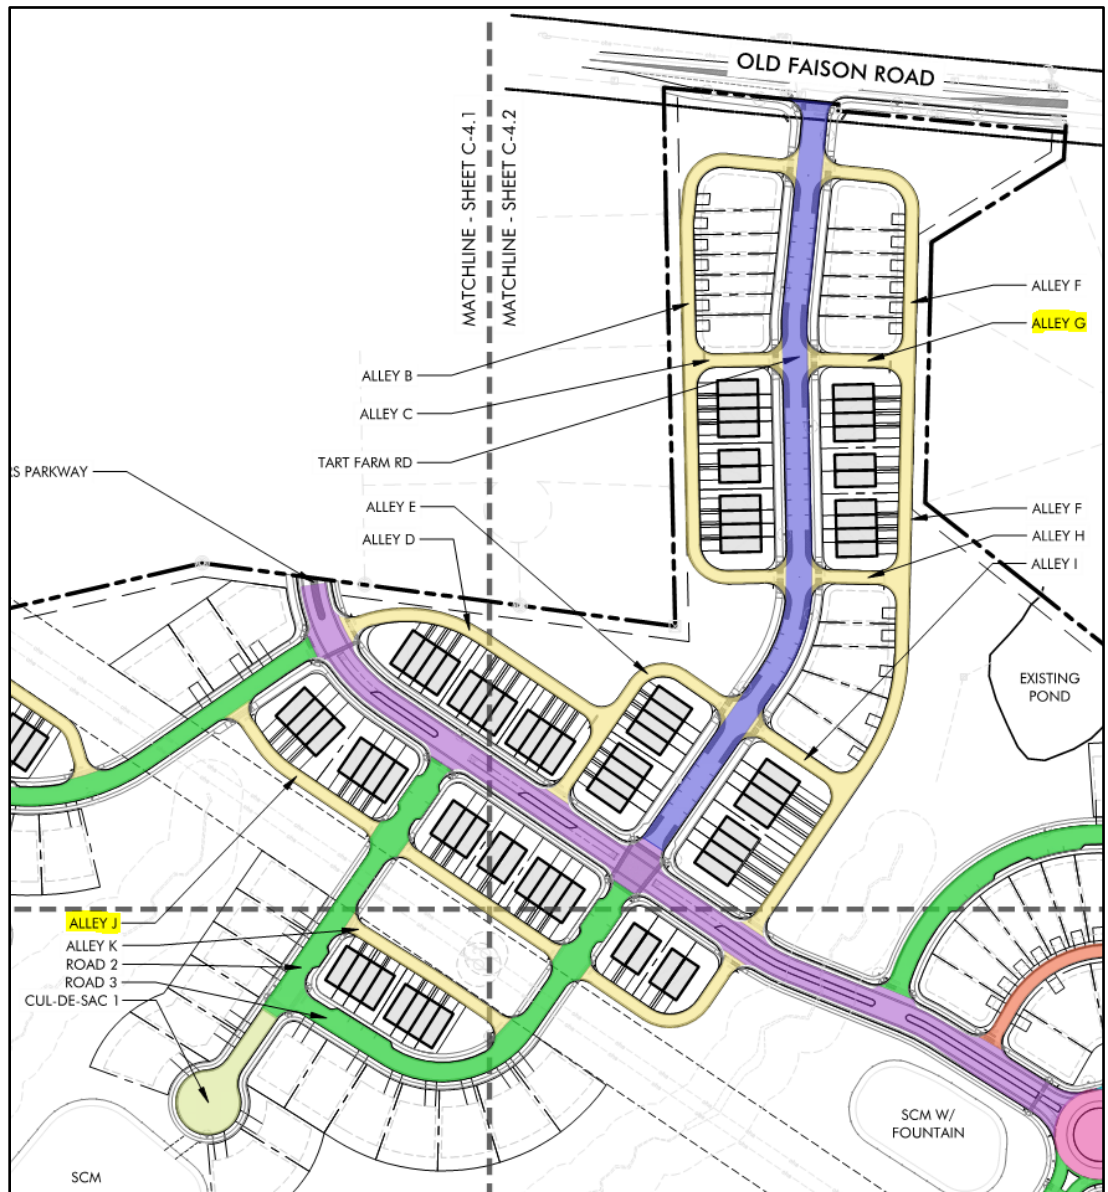 OLD FAISON ROAD
MATCHLINE - SHEET C-4.1
MATCHLINE - SHEET C-4.2
ALLEY F
ALLEY G
ALLEY B
ALLEY C
TART FARM RD
RS PARKWAY
ALLEY E
ALLEY D
ALLEY F
ALLEY H
ALLEY I
EXISTING
POND
ALLEY J
ALLEY K
ROAD 2
ROAD 3
CUL-DE-SAC 1
SCM W/
FOUNTAIN
SCM